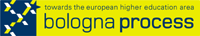 towards the european higher education area
bologna process